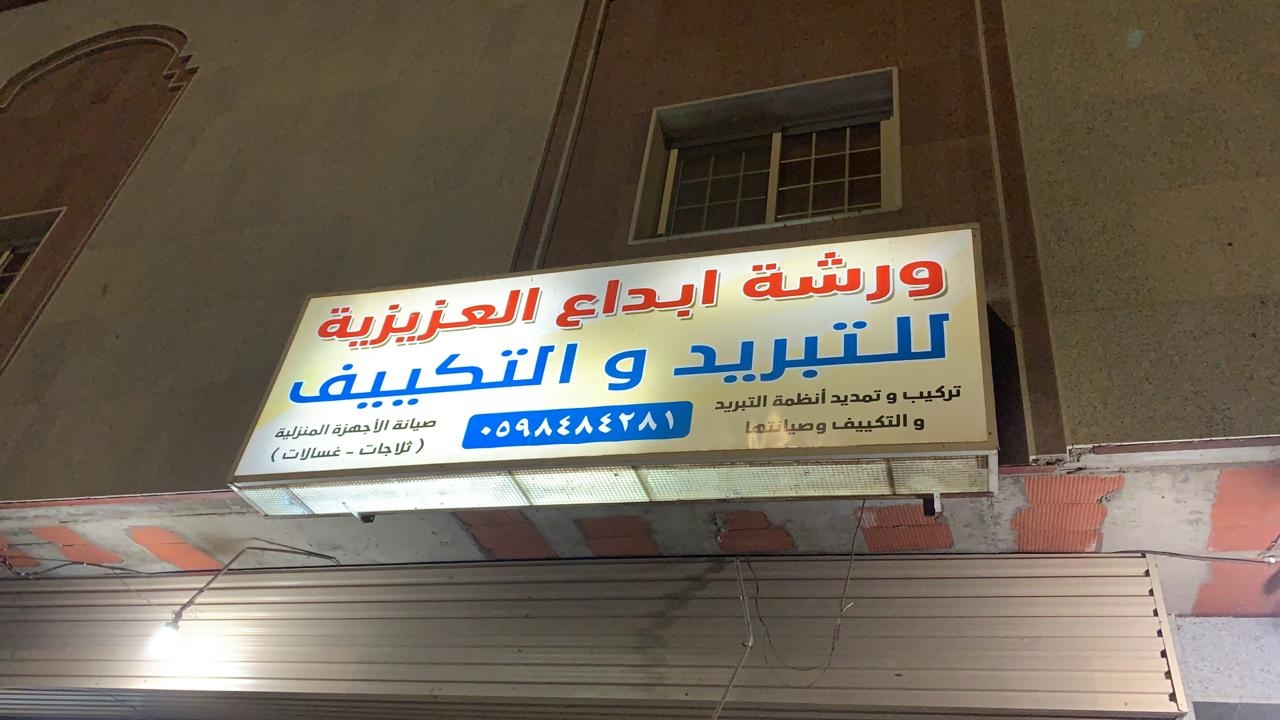 ورشة ابداع العزيزية
للتبريد و التكييف
تركيب و تمديد أنظمة التبريد
و التكييف وصيانتها
٠٥٩٨٤٨٤٢٨١
صيانة الأجهزة المنزلية
( ثلاجات - غسالات )